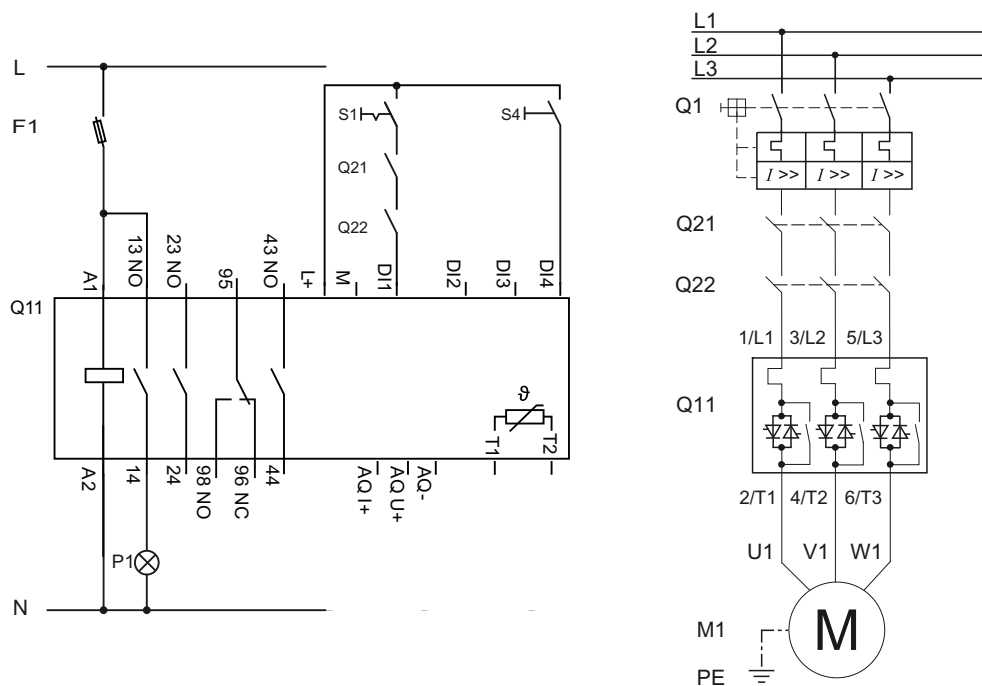 L
F1
S1
S4
Q21
Q22
A1
13 NO
23 NO
95
43 NO
L+
M
DI1
DI2
DI3
DI4
Q11
ϑ
T1
T2
A2
14
24
98 NO
96 NC
44
AQ I+
AQ U+
AQ-
P1
N
L1
L2
L3
Q1
I >> I >> I >>
Q21
Q22
1/L1 3/L2 5/L3
Q11
2/T1 4/T2 6/T3
U1 V1 W1
M1
M
PE